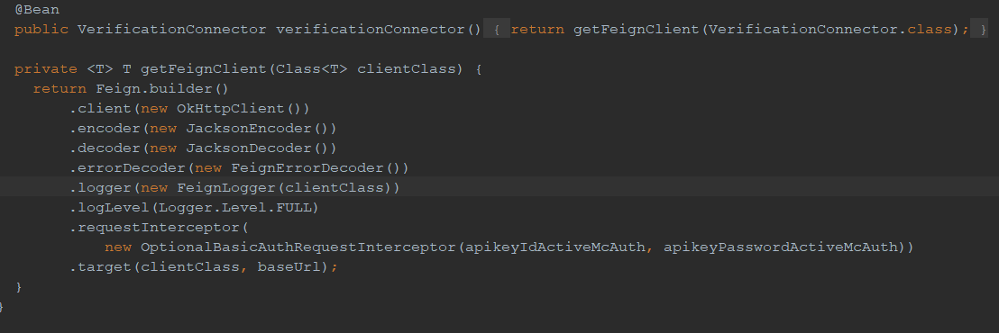 @Bean
public VerificationConnector verificationConnector() { return getFeignClient(VerificationConnector.class); }
private <T> T getFeignClient(Class<T> clientClass) {
return Feign.builder()
.client(new OkHttpClient())
.encoder(new JacksonEncoder())
.decoder(new JacksonDecoder())
.errorDecoder(new FeignErrorDecoder())
.logger(new FeignLogger(clientClass))
.logLevel(Logger.Level.FULL)
.requestInterceptor(
new OptionalBasicAuthRequestInterceptor(apikeyIdActiveMcAuth, apikeyPasswordActiveMcAuth))
.target(clientClass, baseUrl);
}
}